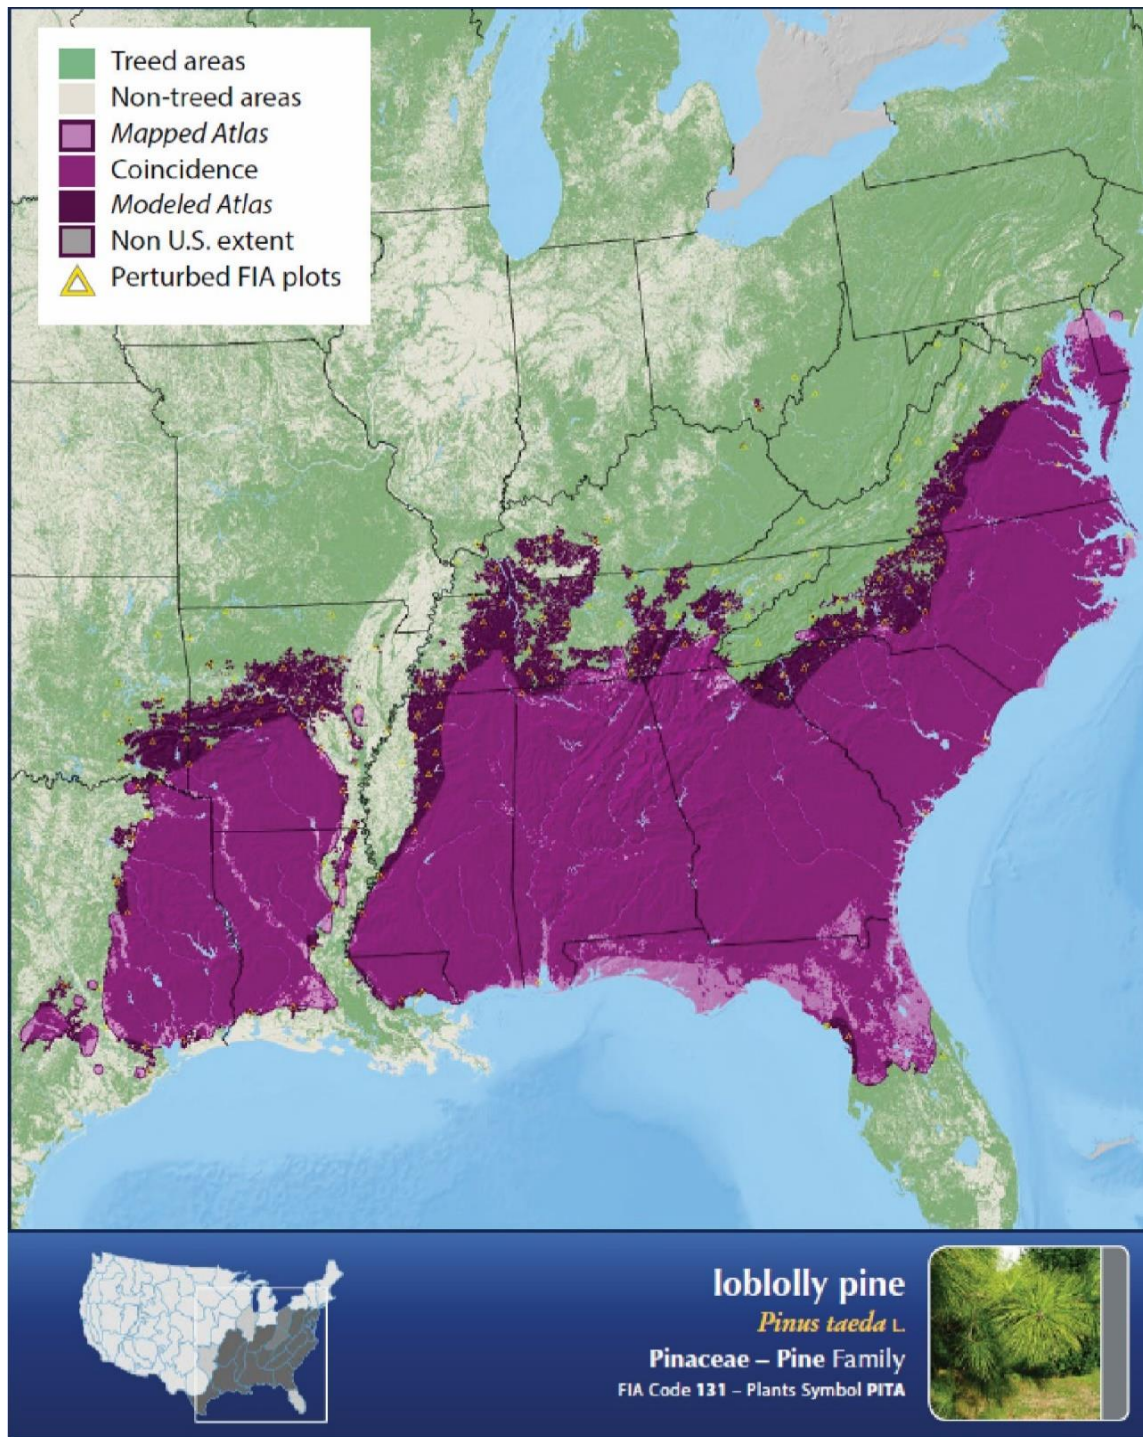 Treed areas
Non-treed areas
Mapped Atlas
Coincidence
Modeled Atlas
Non U.S. extent
Perturbed FIA plots
loblolly pine
Pinus taeda L.
Pinaceae – Pine Family
FIA Code 131 – Plants Symbol PITA